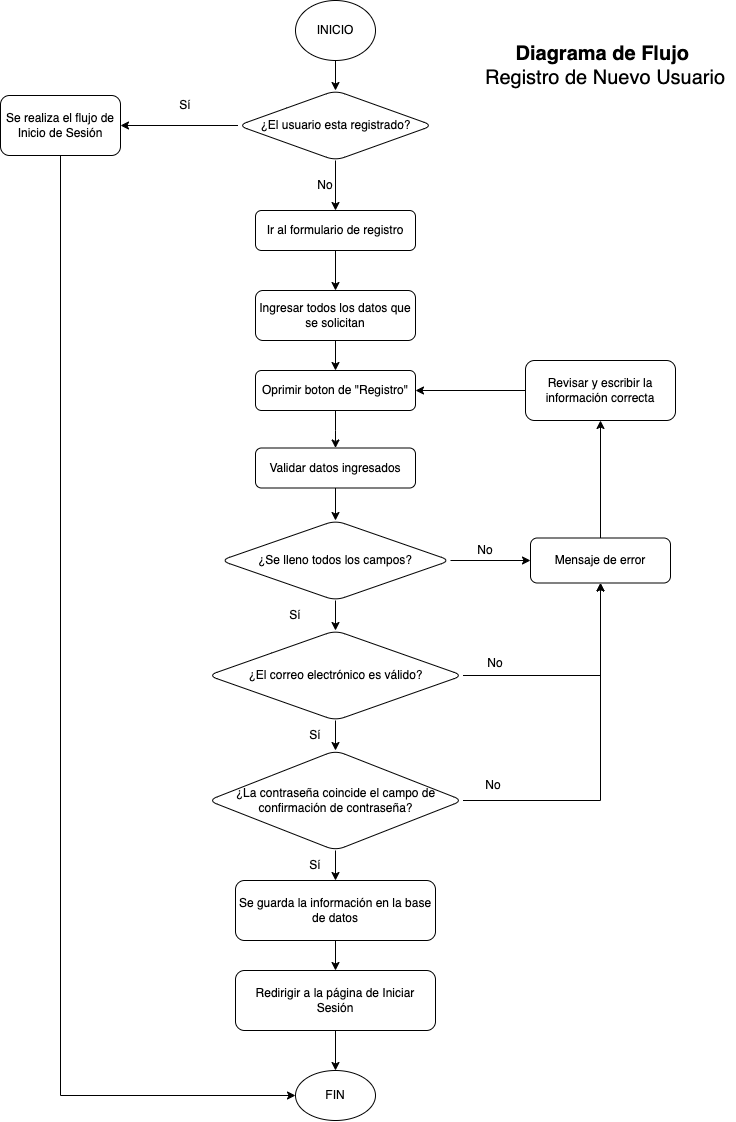 INICIO
Diagrama de Flujo
Registro de Nuevo Usuario
Sí
Se realiza el flujo de
Inicio de Sesión
¿El usuario esta registrado?
No
Ir al formulario de registro
Ingresar todos los datos que
se solicitan
Oprimir boton de "Registro"
Revisar y escribir la
información correcta
Validar datos ingresados
¿Se lleno todos los campos?
No
Mensaje de error
Sí
¿El correo electrónico es válido?
No
Sí
¿La contraseña coincide el campo de
confirmación de contraseña?
No
Sí
Se guarda la información en la base
de datos
Redirigir a la página de Iniciar
Sesión
FIN